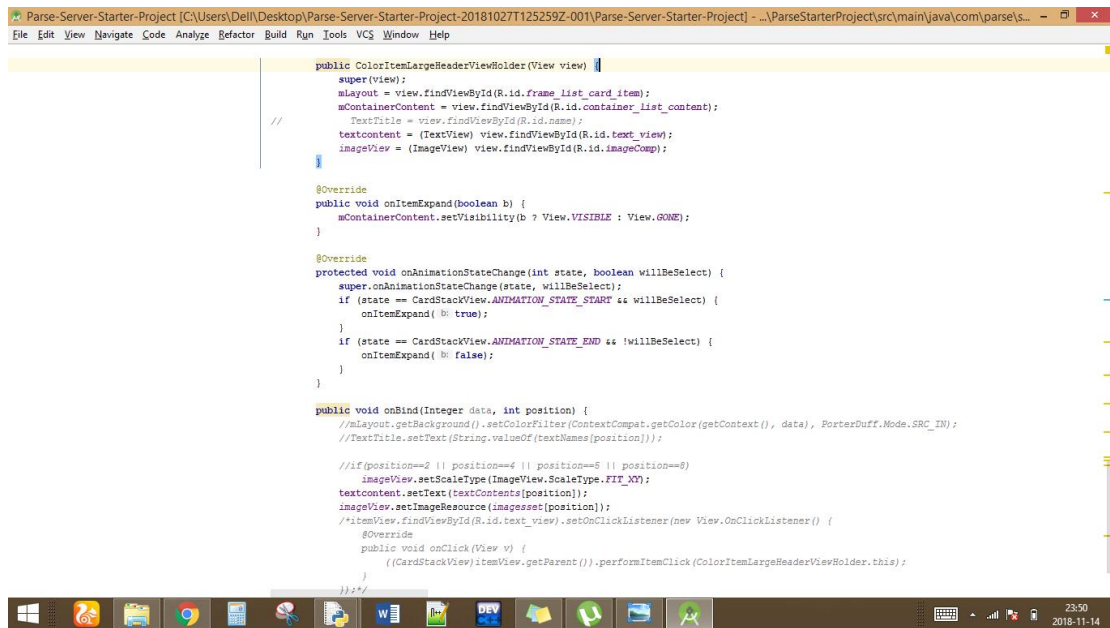 Parse-Server-Starter-Project [C:\Users\Dell\Desktop\Parse-Server-Starter-Project-20181027T125259Z-001\Parse-Server-Starter-Project] - ...\ParseStarterProject\src\main\java\com\parse\s...
File Edit View Navigate Code Analyze Refactor Build Run Tools VCS Window Help
public ColorItemLargeHeaderViewHolder(View view) {
super(view);
mLayout = view.findViewById(R.id.frame_list_card_item);
mContainerContent = view.findViewById(R.id.container_list_content);
// TextTitle = view.findViewById(R.id.name);
textcontent = (TextView) view.findViewById(R.id.text_view);
imageView = (ImageView) view.findViewById(R.id.imageComp);
}
@Override
public void onItemExpand(boolean b) {
mContainerContent.setVisibility(b ? View.VISIBLE : View.GONE);
}
@Override
protected void onAnimationStateChange(int state, boolean willBeSelect) {
super.onAnimationStateChange(state, willBeSelect);
if (state == CardStackView.ANIMATION_STATE_START && willBeSelect) {
onItemExpand( b: true);
}
if (state == CardStackView.ANIMATION_STATE_END && !willBeSelect) {
onItemExpand( b: false);
}
}
public void onBind(Integer data, int position) {
//mLayout.getBackground().setColorFilter(ContextCompat.getColor(getContext(), data), PorterDuff.Mode.SRC_IN);
//TextTitle.setText(String.valueOf(textNames[position]));
//if(position==2 || position==4 || position==5 || position==8)
imageView.setScaleType(ImageView.ScaleType.FIT_XY);
textcontent.setText(textContents[position]);
imageView.setImageResource(imagesset[position]);
/*itemView.findViewById(R.id.text_view).setOnClickListener(new View.OnClickListener() {
@Override
public void onClick(View v) {
((CardStackView)itemView.getParent()).performItemClick(ColorItemLargeHeaderViewHolder.this);
}
});*/
DEV
23:50
2018-11-14